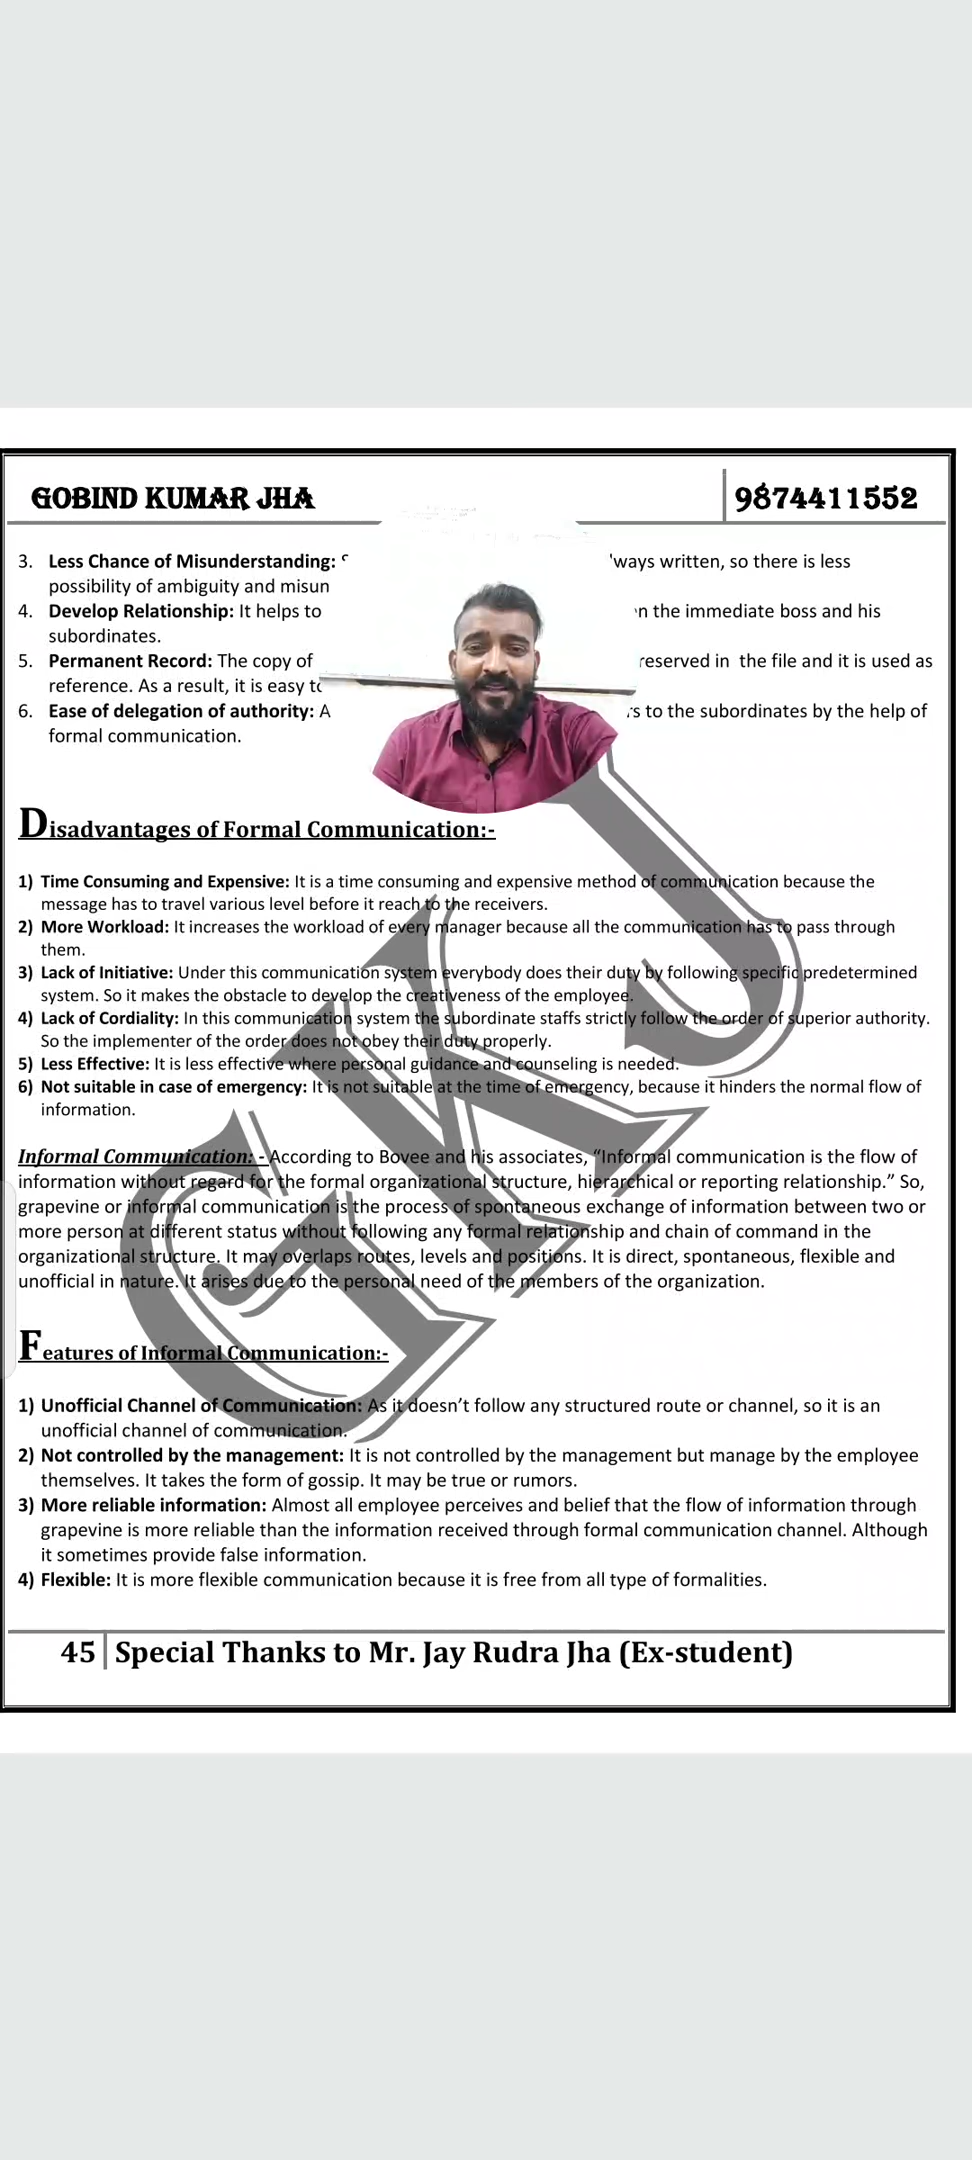 GOBIND KUMAR JHA 9874411552
3. Less Chance of Misunderstanding: ways written, so there is less
possibility of ambiguity and
4. Develop Relationship: It helps to the immediate boss and his
subordinates.
5. Permanent Record: The copy of in the file and it is used as
reference. As a result, it is easy
6. Ease of delegation of authority: A to the subordinates by the help of
formal communication.
Disadvantages of Formal Communication:-
1) Time Consuming and Expensive: It is a time consuming and expensive method of communication because the
message has to travel various level before it reach to the receivers.
2) More Workload: It increases the workload of every manager because all the communication has to pass through
them.
3) Lack of Initiative: Under this communication system everybody does their duty by following specific predetermined
system. So it makes the obstacle to develop the creativeness of the employee.
4) Lack of Cordiality: In this communication system the subordinate staffs strictly follow the order of superior authority.
So the implementer of the order does not obey their duty properly.
5) Less Effective: It is less effective where personal guidance and counseling is needed.
6) Not suitable in case of emergency: It is not suitable at the time of emergency, because it hinders the normal flow of
information.
Informal Communication: - According to Bovee and his associates, “Informal communication is the flow of
information without regard for the formal organizational structure, hierarchical or reporting relationship.” So,
grapevine or informal communication is the process of spontaneous exchange of information between two or
more person at different status without following any formal relationship and chain of command in the
organizational structure. It may overlaps routes, levels and positions. It is direct, spontaneous, flexible and
unofficial in nature. It arises due to the personal need of the members of the organization.
Features of Informal Communication:-
1) Unofficial Channel of Communication: As it doesn’t follow any structured route or channel, so it is an
unofficial channel of communication.
2) Not controlled by the management: It is not controlled by the management but manage by the employee
themselves. It takes the form of gossip. It may be true or rumors.
3) More reliable information: Almost all employee perceives and belief that the flow of information through
grapevine is more reliable than the information received through formal communication channel. Although
it sometimes provide false information.
4) Flexible: It is more flexible communication because it is free from all type of formalities.
GKJ
45 Special Thanks to Mr. Jay Rudra Jha (Ex-student)